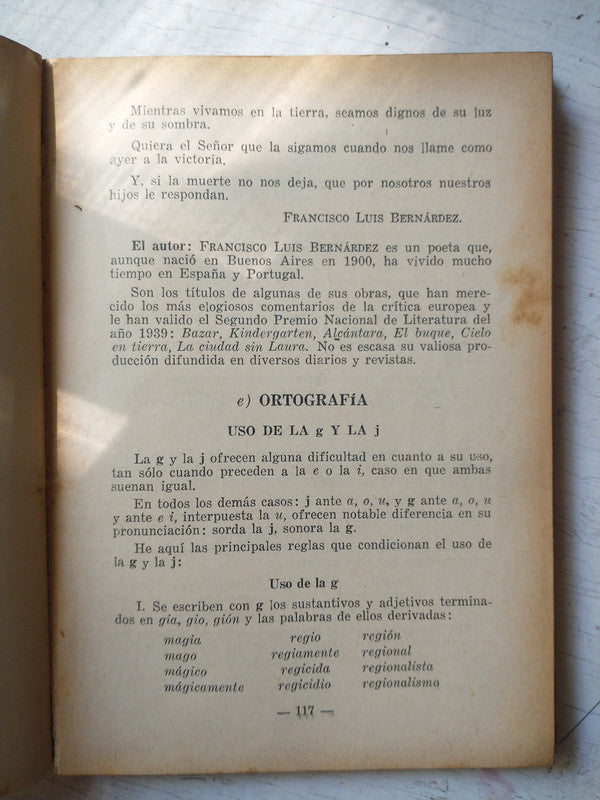 Mientras vivamos en la tierra, seamos dignos de su luz
y de su sombra.
Quiera el Señor que la sigamos cuando nos llame como
ayer a la victoria.
Y, si la muerte no nos deja, que por nosotros nuestros
hijos le respondan.
FRANCISCO LUIS BERNÁRDEZ.
El autor: FRANCISCO LUIS BERNÁRDEZ es un poeta que,
aunque nació en Buenos Aires en 1900, ha vivido mucho
tiempo en España y Portugal.
Son los títulos de algunas de sus obras, que han mere-
cido los más elogiosos comentarios de la crítica europea y
le han valido el Segundo Premio Nacional de Literatura del
año 1939: Bazar, Kindergarten, Alcántara, El buque, Cielo
en tierra, La ciudad sin Laura. No es escasa su valiosa pro-
ducción difundida en diversos diarios y revistas.
e) ORTOGRAFÍA
USO DE LA g Y LA j
La g y la j ofrecen alguna dificultad en cuanto a su uso,
tan sólo cuando preceden a la e o la i, caso en que ambas
suenan igual.
En todos los demás casos: j ante a, o, u, y g ante a, o, u
y ante e i, interpuesta la u, ofrecen notable diferencia en su
pronunciación: sorda la j, sonora la g.
He aquí las principales reglas que condicionan el uso de
la g y la j:
Uso de la g
I. Se escriben con g los sustantivos y adjetivos termina-
dos en gia, gio, gión y las palabras de ellos derivadas:
magia regio región
mago regiamente regional
mágico regicida regionalista
mágicamente regicidio regionalismo
— 117 —